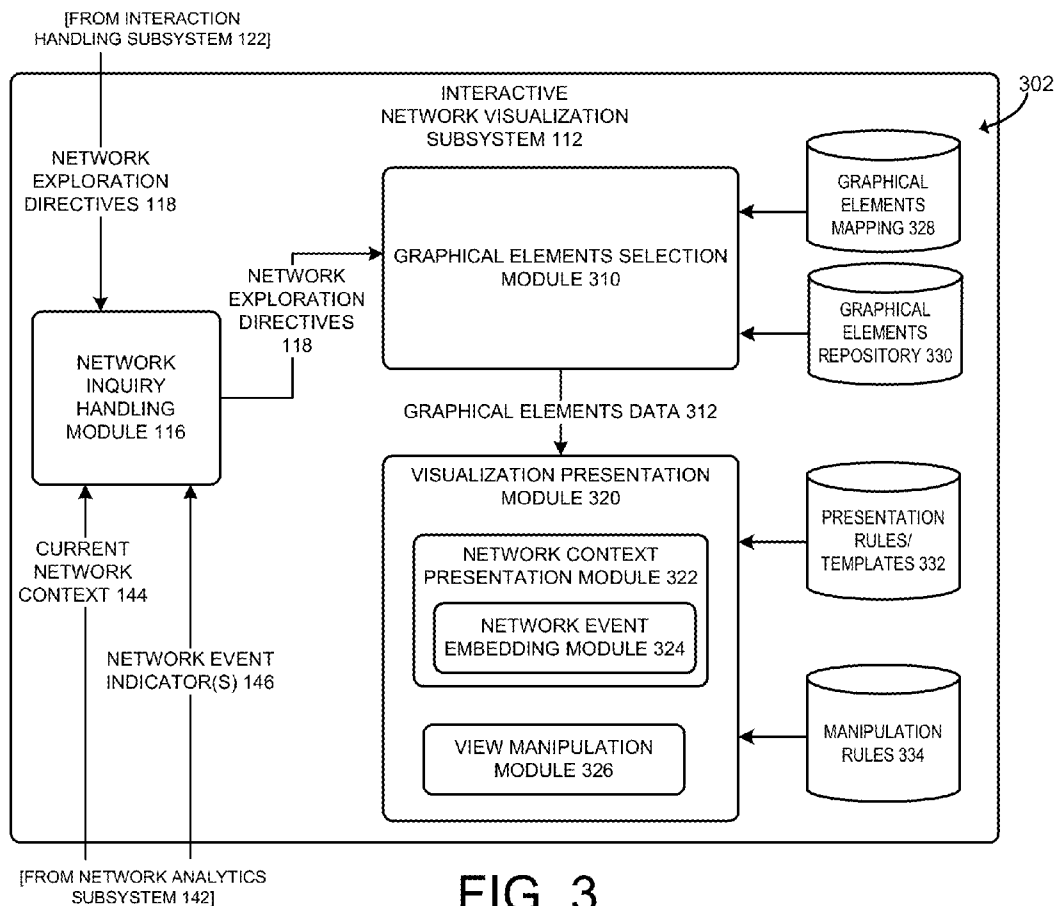 [FROM INTERACTION
HANDLING SUBSYSTEM 122]
302
INTERACTIVE
NETWORK VISUALIZATION
SUBSYSTEM 112
NETWORK
EXPLORATION
DIRECTIVES 118
GRAPHICAL
ELEMENTS
MAPPING 328
GRAPHICAL ELEMENTS SELECTION
MODULE 310
NETWORK
EXPLORATION
DIRECTIVES
118
GRAPHICAL
ELEMENTS
REPOSITORY 330
NETWORK
INQUIRY
HANDLING
MODULE 116
GRAPHICAL ELEMENTS DATA 312
VISUALIZATION PRESENTATION
MODULE 320
NETWORK CONTEXT
PRESENTATION MODULE 322
NETWORK EVENT
EMBEDDING MODULE 324
PRESENTATION
RULES/
TEMPLATES 332
CURRENT
NETWORK
CONTEXT 144
NETWORK EVENT
INDICATOR(S) 146
VIEW MANIPULATION
MODULE 326
MANIPULATION
RULES 334
[FROM NETWORK ANALYTICS
SUBSYSTEM 142]
FIG. 3